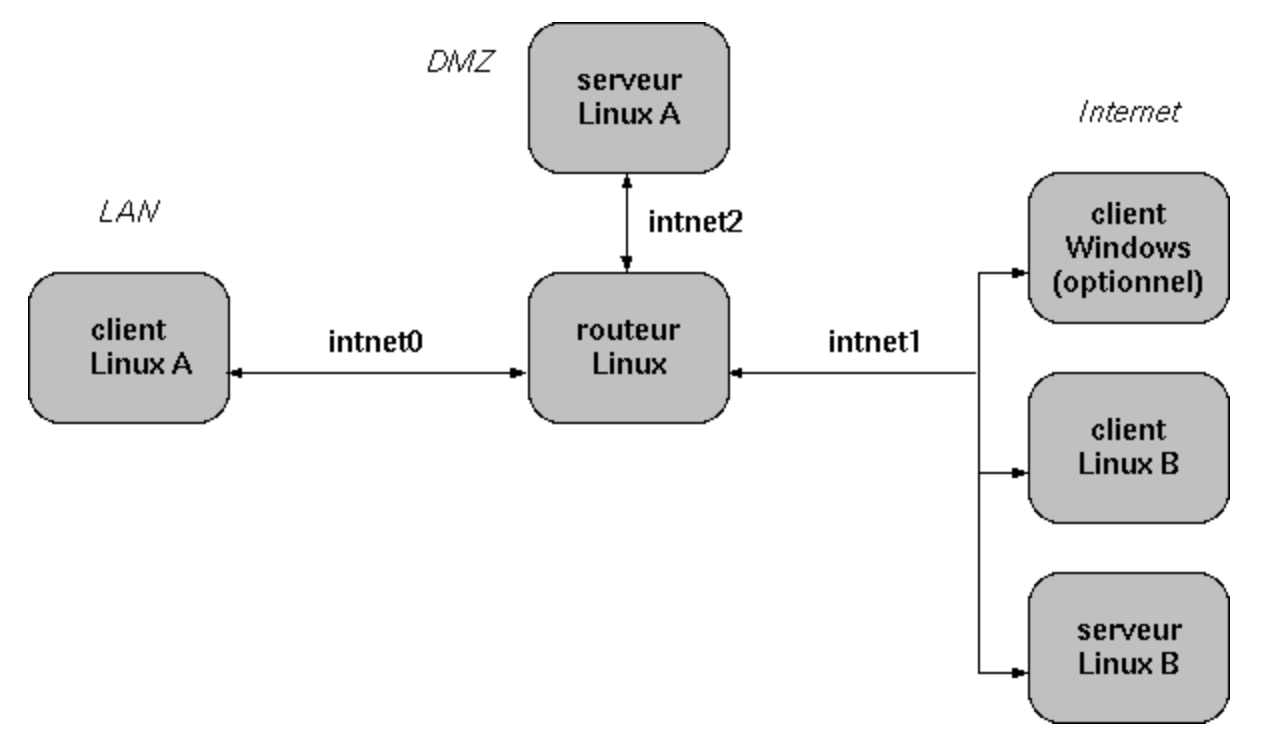 DMZ
serveur
Linux A
Internet
LAN
intnet2
client
Windows
(optionnel)
client
Linux A
intnet0
routeur
Linux
intnet1
client
Linux B
serveur
Linux B